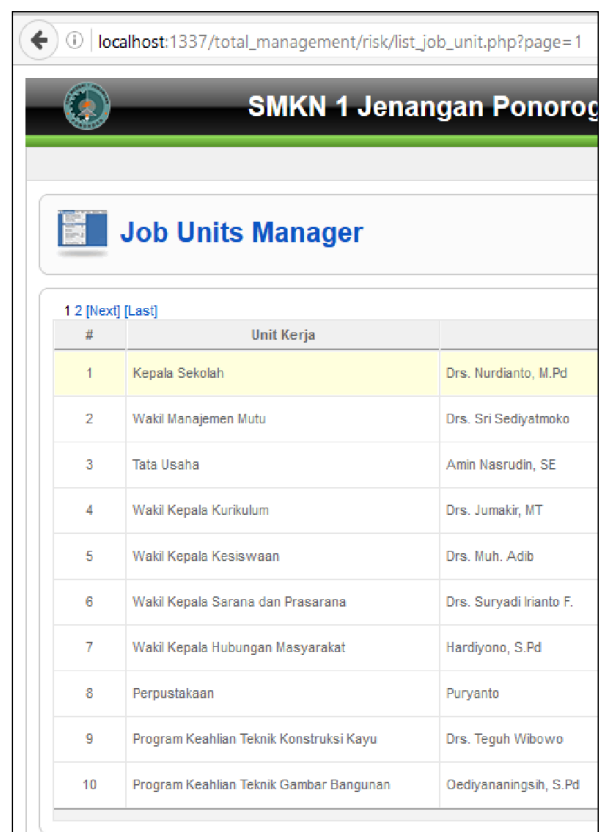 localhost:1337/total_management/risk/list_job_unit.php?page=1
SMKN 1 Jenangan Ponorog
Job Units Manager
1 2 [Next] [Last]
# Unit Kerja
1 Kepala Sekolah Drs. Nurdianto, M.Pd
2 Wakil Manajemen Mutu Drs. Sri Sediyatmoko
3 Tata Usaha Amin Nasrudin, SE
4 Wakil Kepala Kurikulum Drs. Jumakir, MT
5 Wakil Kepala Kesiswaan Drs. Muh. Adib
6 Wakil Kepala Sarana dan Prasarana Drs. Suryadi Irianto F.
7 Wakil Kepala Hubungan Masyarakat Hardiyono, S.Pd
8 Perpustakaan Puryanto
9 Program Keahlian Teknik Konstruksi Kayu Drs. Teguh Wibowo
10 Program Keahlian Teknik Gambar Bangunan Oediyananingsih, S.Pd